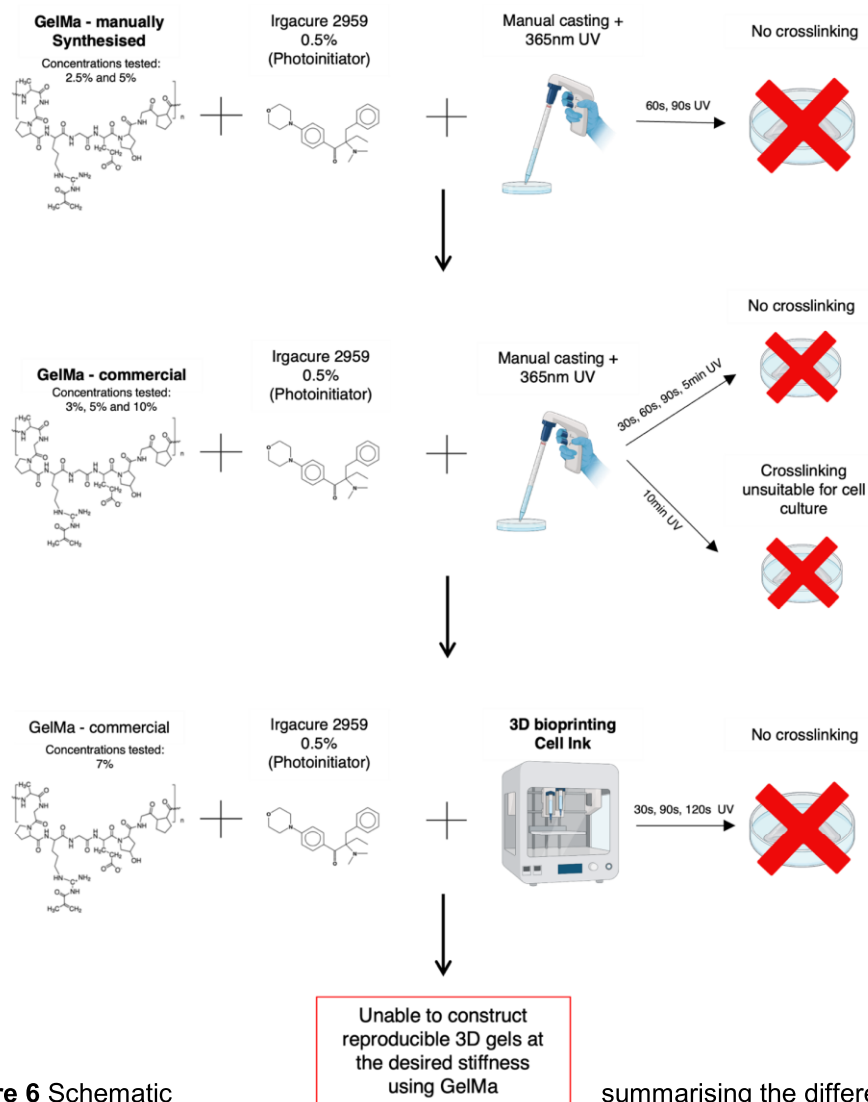 GelMa - manually
Synthesised
Concentrations tested:
2.5% and 5%
Irgacure 2959
0.5%
(Photoinitiator)
Manual casting +
365nm UV
60s, 90s UV
No crosslinking
GelMa - commercial
Concentrations tested:
3%, 5% and 10%
Irgacure 2959
0.5%
(Photoinitiator)
Manual casting +
365nm UV
30s, 60s, 90s, 5min UV
No crosslinking
10min UV
Crosslinking
unsuitable for cell
culture
GelMa - commercial
Concentrations tested:
7%
Irgacure 2959
0.5%
(Photoinitiator)
3D bioprinting
Cell Ink
30s, 90s, 120s UV
No crosslinking
Unable to construct
reproducible 3D gels at
the desired stiffness
using GelMa
re 6 Schematic
summarising the differe